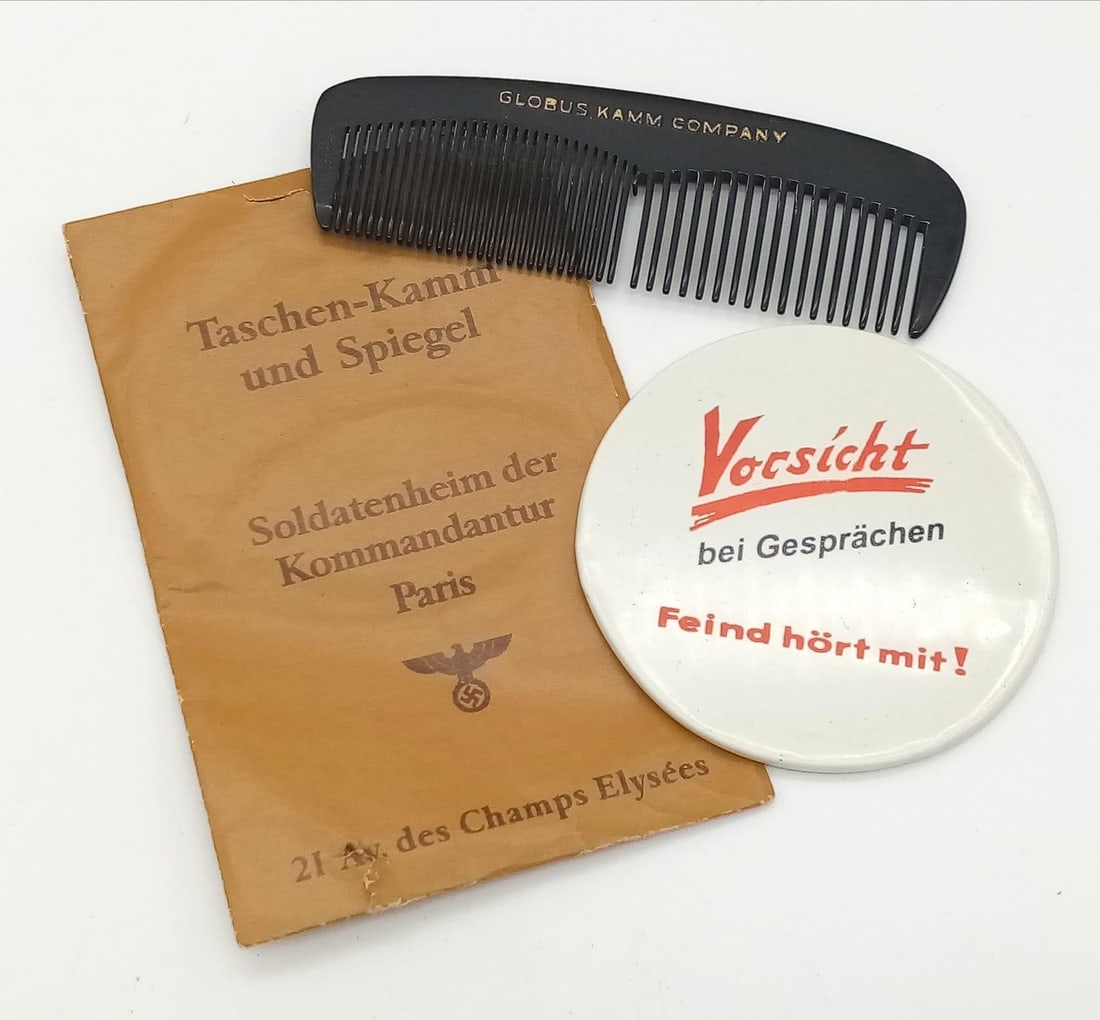 GLOBUS KAMM COMPANY
Taschen-Kamm
und Spiegel
Soldatenheim der
Kommandantur
Paris
21 Av. des Champs Elysées
Vorsicht
bei Gesprächen
Feind hört mit!